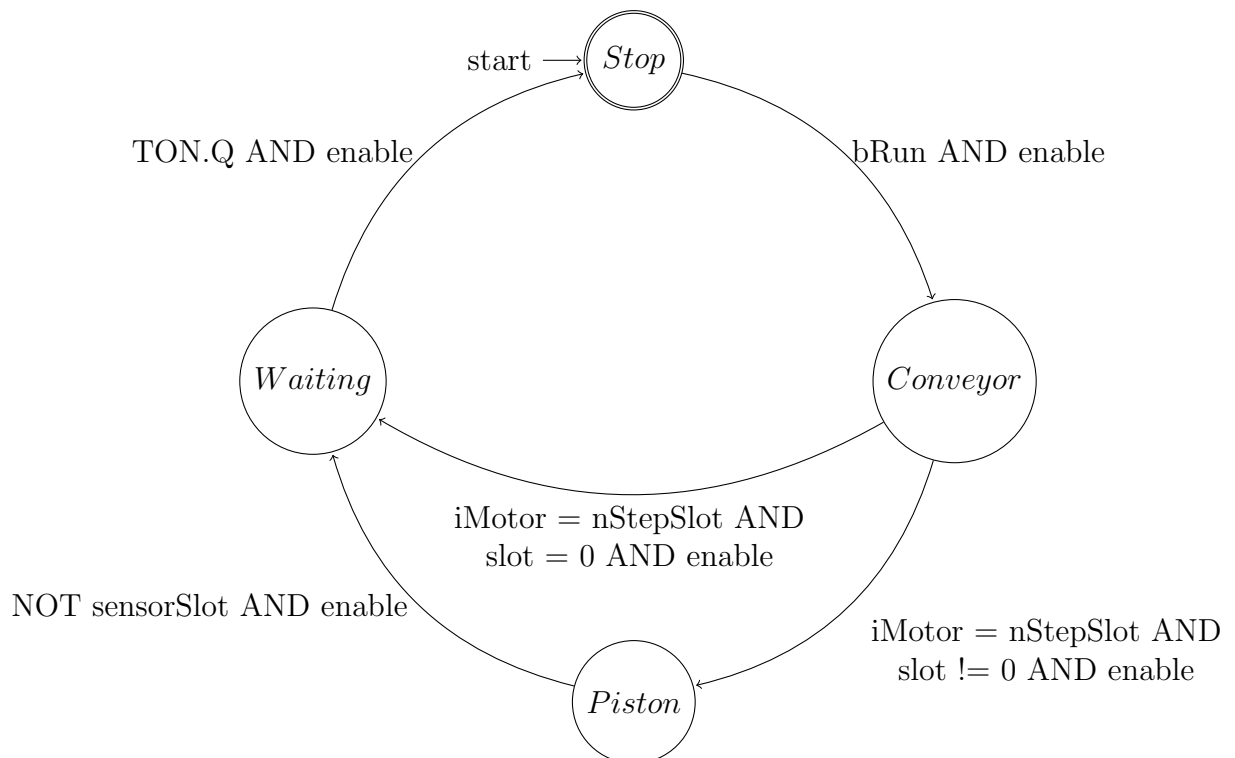 start
Stop
TON.Q AND enable
bRun AND enable
Waiting
Conveyor
iMotor = nStepSlot AND
slot = 0 AND enable
NOT sensorSlot AND enable
iMotor = nStepSlot AND
slot != 0 AND enable
Piston